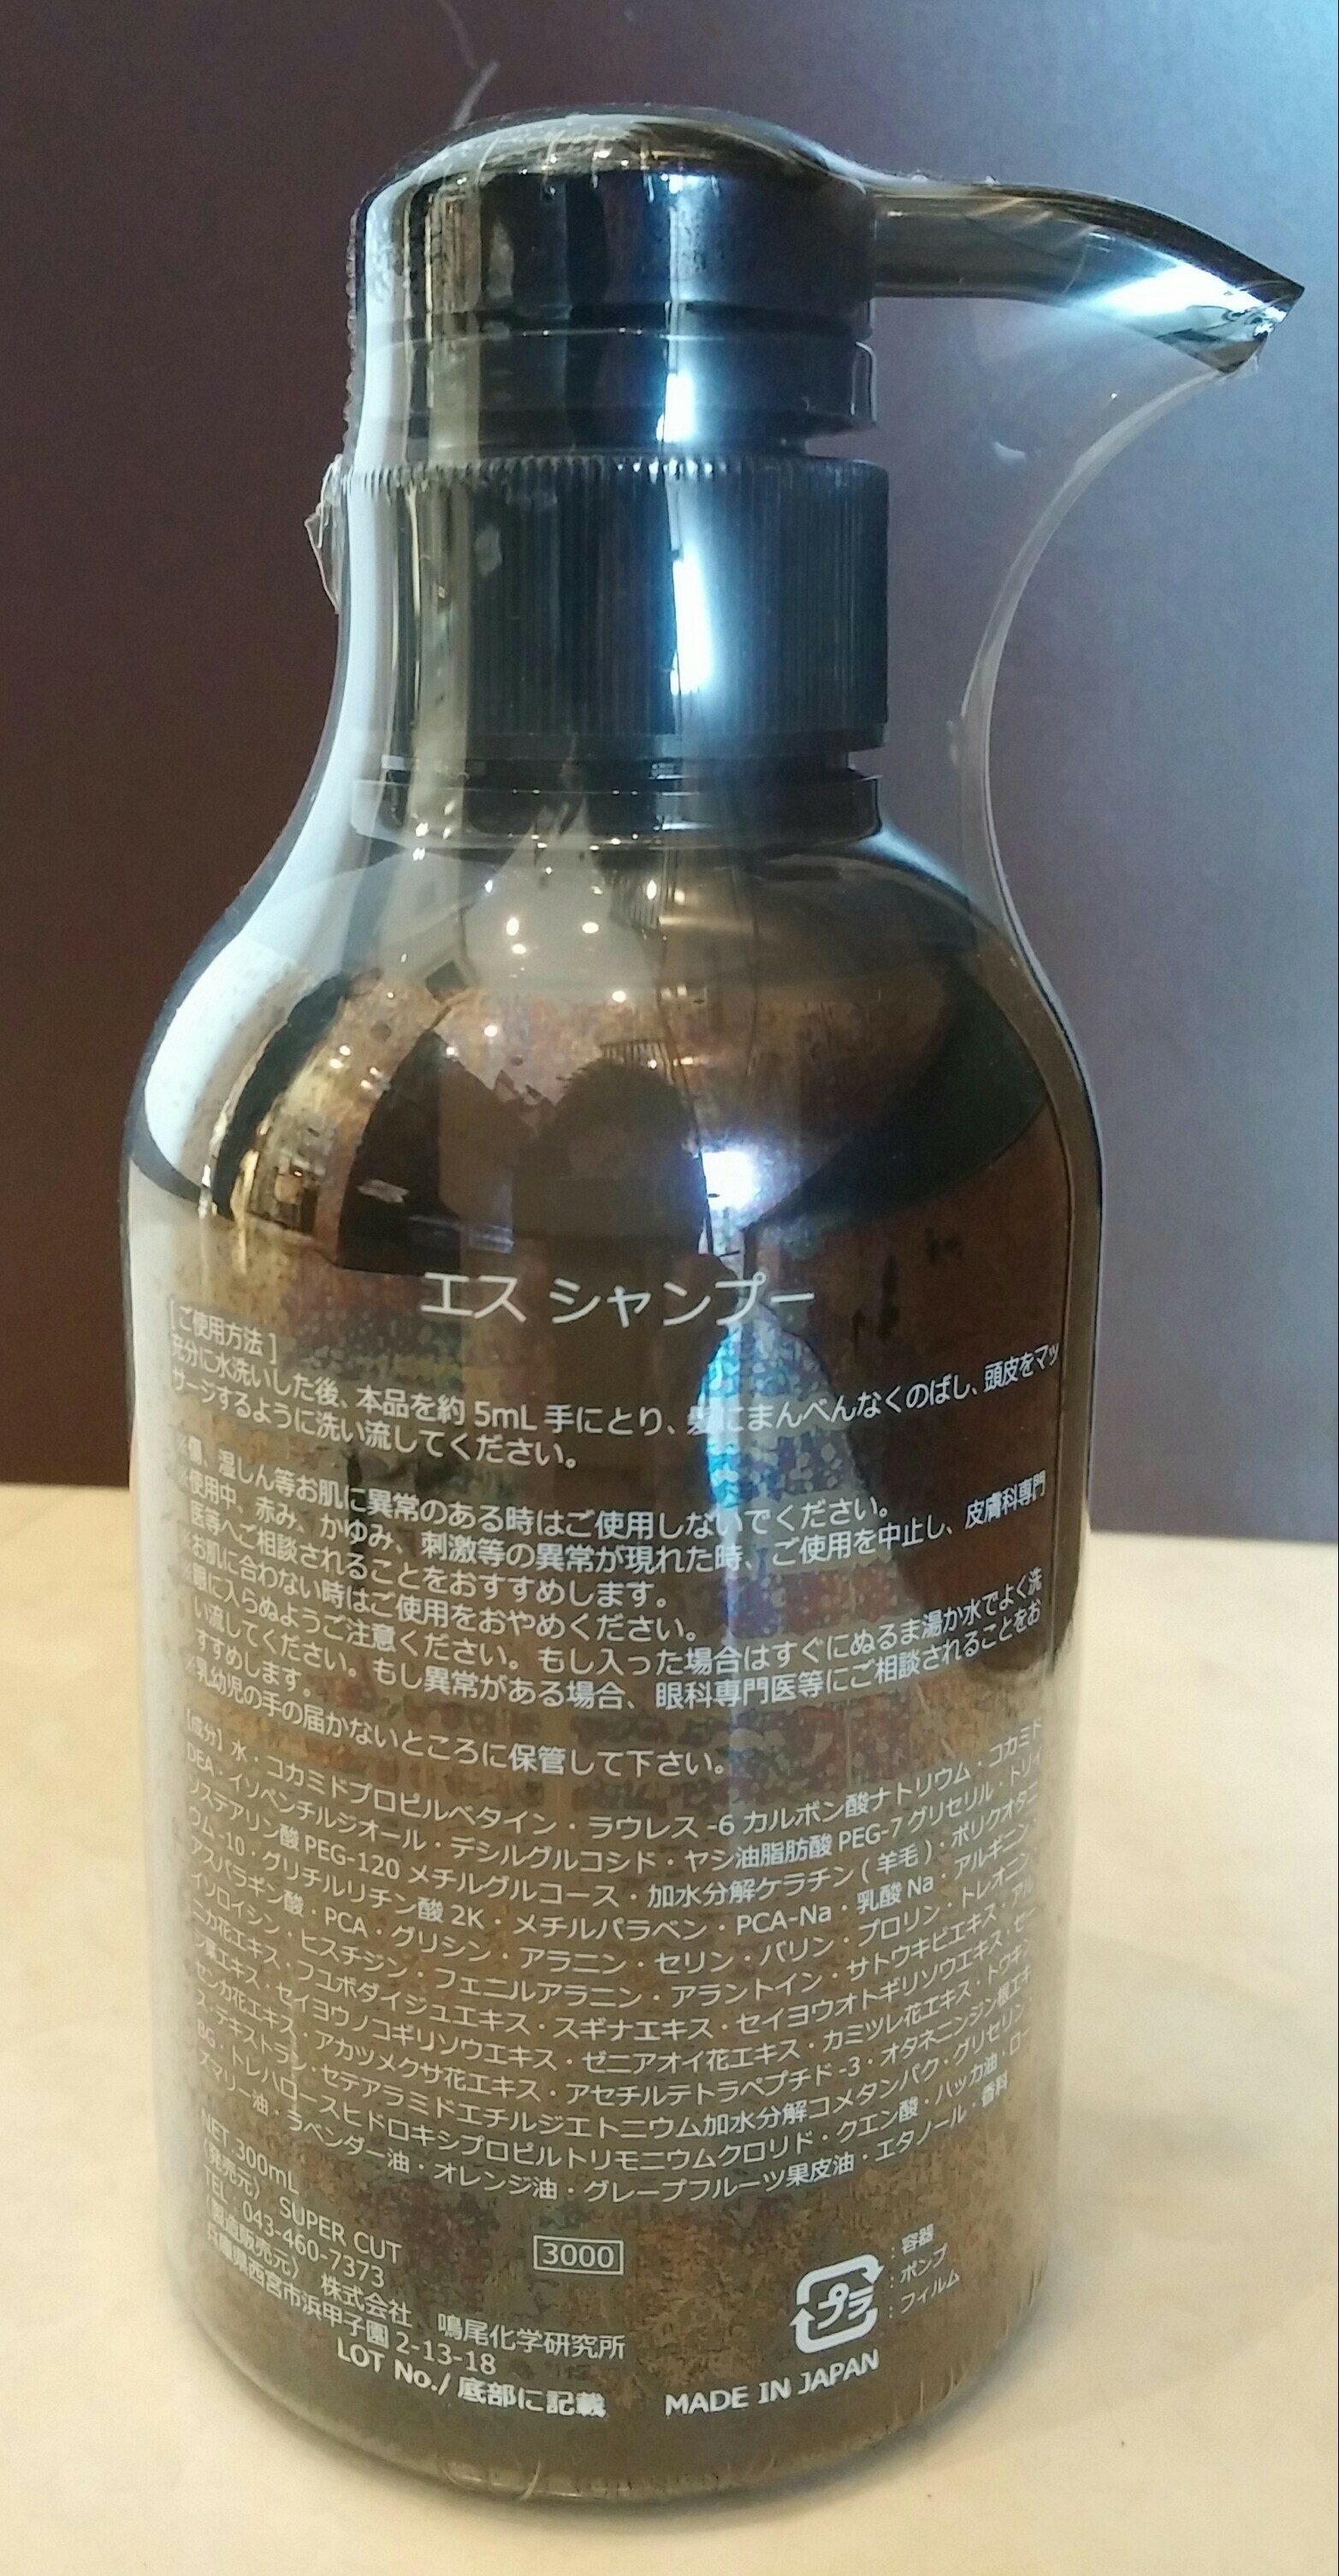 エス シャンプー
[ご使用方法]
充分に水洗いした後、本品を約 5mL 手にとり、髪にまんべんなくのばし、頭皮をマッ
サージするように洗い流してください。
※傷、湿しん等お肌に異常のある時はご使用しないでください。
※使用中、赤み、かゆみ、刺激等の異常が現れた時、ご使用を中止し、皮膚科専門
医等へご相談されることをおすすめします。
※お肌に合わない時はご使用をおやめください。
※眼に入らぬようご注意ください。もし入った場合はすぐにぬるま湯か水でよく洗
い流してください。もし異常がある場合、眼科専門医等にご相談されることをお
すすめします。
※乳幼児の手の届かないところに保管して下さい。
[成分] 水・コカミドプロピルベタイン・ラウレス-6カルボン酸ナトリウム・コカミド
DEA・イソペンチルジオール・デシルグルコシド・ヤシ油脂肪酸 PEG-7 グリセリル・トリイ
ソステアリン酸 PEG-120 メチルグルコース・加水分解ケラチン(羊毛)・ポリクオタニ
ウム-10・グリチルリチン酸 2K・メチルパラベン・PCA-Na・乳酸 Na・アルギニン・
アスパラギン酸・PCA・グリシン・アラニン・セリン・バリン・プロリン・トレオニン・
イソロイシン・ヒスチジン・フェニルアラニン・アラントイン・サトウキビエキス・アル
ニカ花エキス・フユボダイジュエキス・スギナエキス・セイヨウオトギリソウエキス・セー
ジ葉エキス・セイヨウノコギリソウエキス・ゼニアオイ花エキス・カミツレ花エキス・トウキン
センカ花エキス・アカツメクサ花エキス・アセチルテトラペプチド-3・オタネニンジン根エキ
ス・デキストラン・セテアラミドエチルジエトニウム加水分解コメタンパク・グリセリン・
BG・トレハロースヒドロキシプロピルトリモニウムクロリド・クエン酸・ハッカ油・ロー
ズマリー油・ラベンダー油・オレンジ油・グレープフルーツ果皮油・エタノール・香料
NET.300mL
(発売元) SUPER CUT
TEL:043-460-7373
(製造販売元) 株式会社 鳴尾化学研究所
兵庫県西宮市浜甲子園 2-13-18
LOT No./ 底部に記載
3000
プラ
:容器
:ポンプ
:フィルム
MADE IN JAPAN